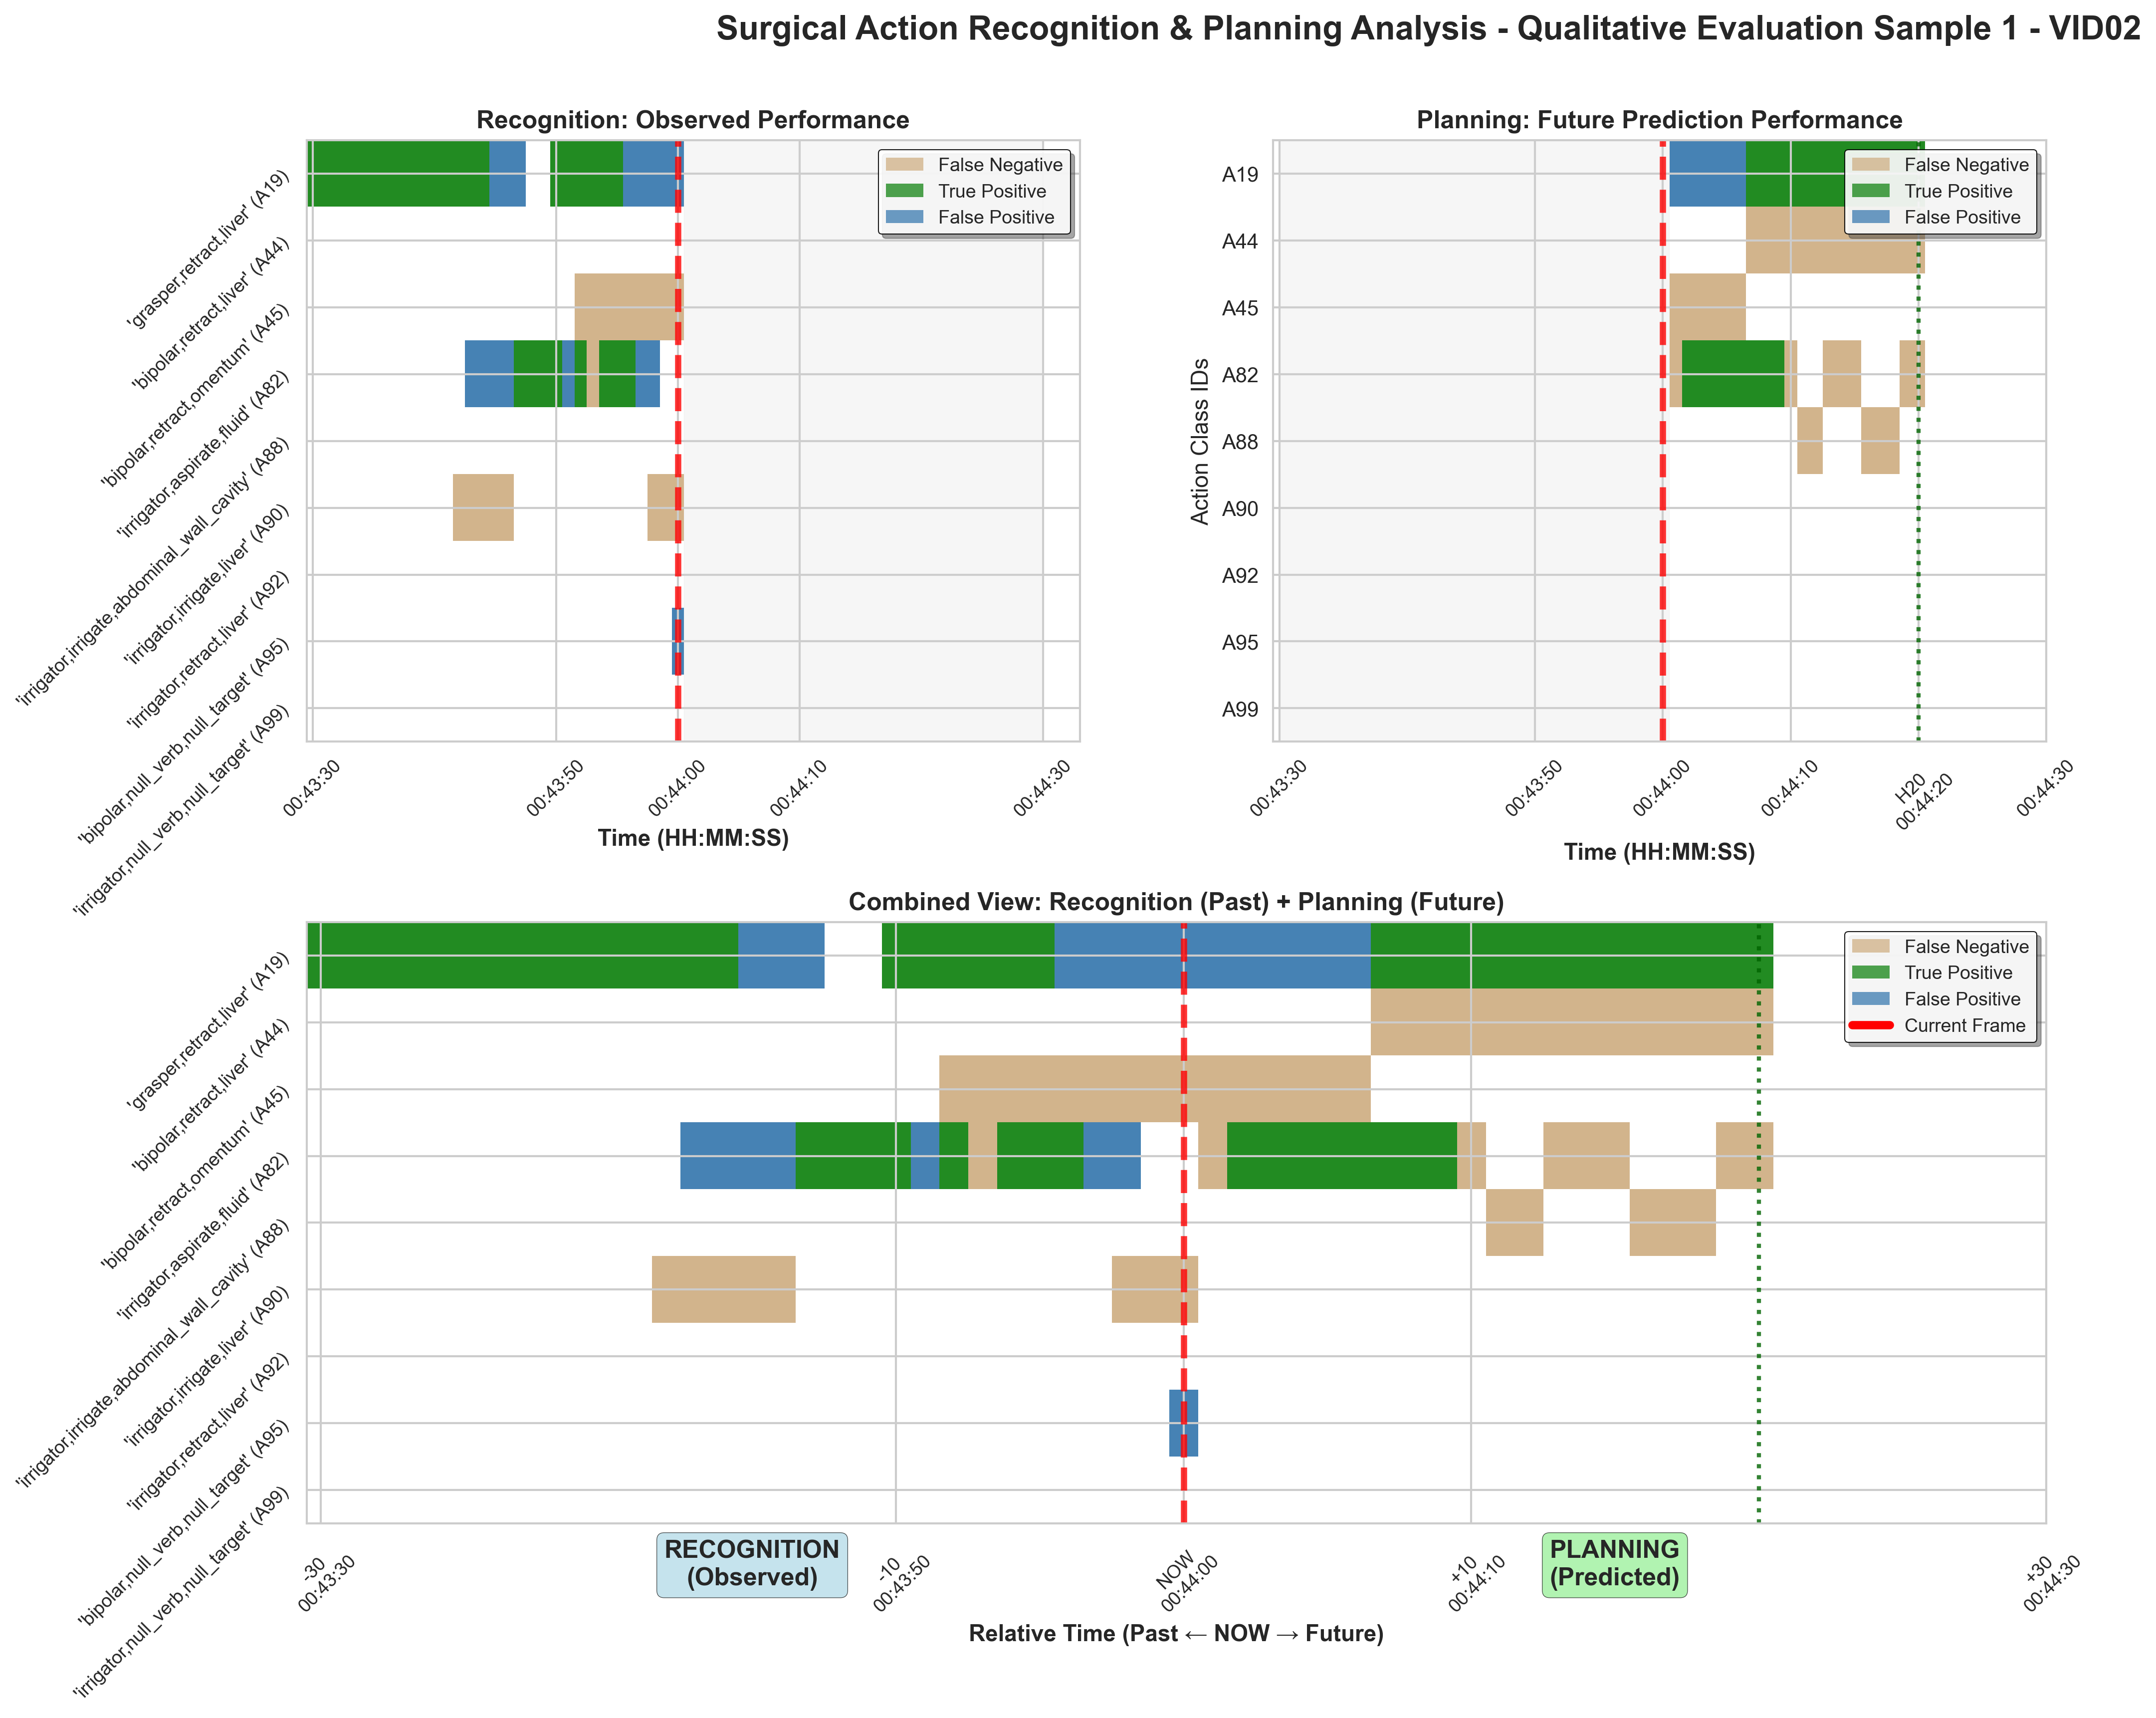 Surgical Action Recognition & Planning Analysis - Qualitative Evaluation Sample 1 - VID02
Recognition: Observed Performance
'grasper,retract,liver' (A19)
'bipolar,retract,liver' (A44)
'bipolar,retract,omentum' (A45)
'irrigator,aspirate,fluid' (A82)
'irrigator,irrigate,abdominal_wall_cavity' (A88)
'irrigator,irrigate,liver' (A90)
'irrigator,retract,liver' (A92)
'bipolar,null_verb,null_target' (A95)
'irrigator,null_verb,null_target' (A99)
False Negative
True Positive
False Positive
00:43:30
00:43:50
00:44:00
00:44:10
00:44:30
Time (HH:MM:SS)
Planning: Future Prediction Performance
Action Class IDs
A19
A44
A45
A82
A88
A90
A92
A95
A99
False Negative
True Positive
False Positive
00:43:30
00:43:50
00:44:00
00:44:10
H20
00:44:20
00:44:30
Time (HH:MM:SS)
Combined View: Recognition (Past) + Planning (Future)
'grasper,retract,liver' (A19)
'bipolar,retract,liver' (A44)
'bipolar,retract,omentum' (A45)
'irrigator,aspirate,fluid' (A82)
'irrigator,irrigate,abdominal_wall_cavity' (A88)
'irrigator,irrigate,liver' (A90)
'irrigator,retract,liver' (A92)
'bipolar,null_verb,null_target' (A95)
'irrigator,null_verb,null_target' (A99)
False Negative
True Positive
False Positive
Current Frame
-30
00:43:30
RECOGNITION
(Observed)
-10
00:43:50
NOW
00:44:00
+10
00:44:10
PLANNING
(Predicted)
+30
00:44:30
Relative Time (Past ← NOW → Future)